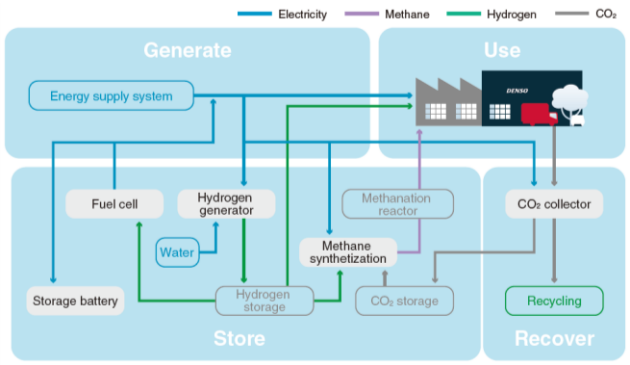 Electricity
Methane
Hydrogen
CO₂
Generate
Use
Energy supply system
DENSO
Fuel cell
Hydrogen
generator
Methanation
reactor
CO₂ collector
Water
Methane
synthetization
Storage battery
Hydrogen
storage
CO₂ storage
Recycling
Store
Recover